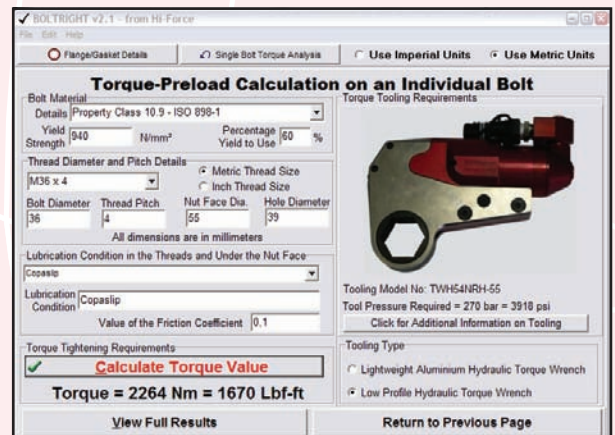 BOLTRIGHT v2.1 - from Hi-Force
File Edit Help
Flange/Gasket Details
Single Bolt Torque Analysis
Use Imperial Units
Use Metric Units
Torque-Preload Calculation on an Individual Bolt
Bolt Material
Details Property Class 10.9 - ISO 898-1
Yield Strength 940 N/mm² Percentage Yield to Use 60 %
Thread Diameter and Pitch Details
M36 x 4
Metric Thread Size
Inch Thread Size
Bolt Diameter Thread Pitch Nut Face Dia. Hole Diameter
36 4 55 39
All dimensions are in millimeters
Lubrication Condition in the Threads and Under the Nut Face
Copaslip
Lubrication Condition Copaslip
Value of the Friction Coefficient 0.1
Torque Tightening Requirements
Calculate Torque Value
Torque = 2264 Nm = 1670 Lbf-ft
View Full Results
Torque Tooling Requirements
Tooling Model No: TWH54NRH-55
Tool Pressure Required = 270 bar = 3918 psi
Click for Additional Information on Tooling
Tooling Type
Lightweight Aluminium Hydraulic Torque Wrench
Low Profile Hydraulic Torque Wrench
Return to Previous Page